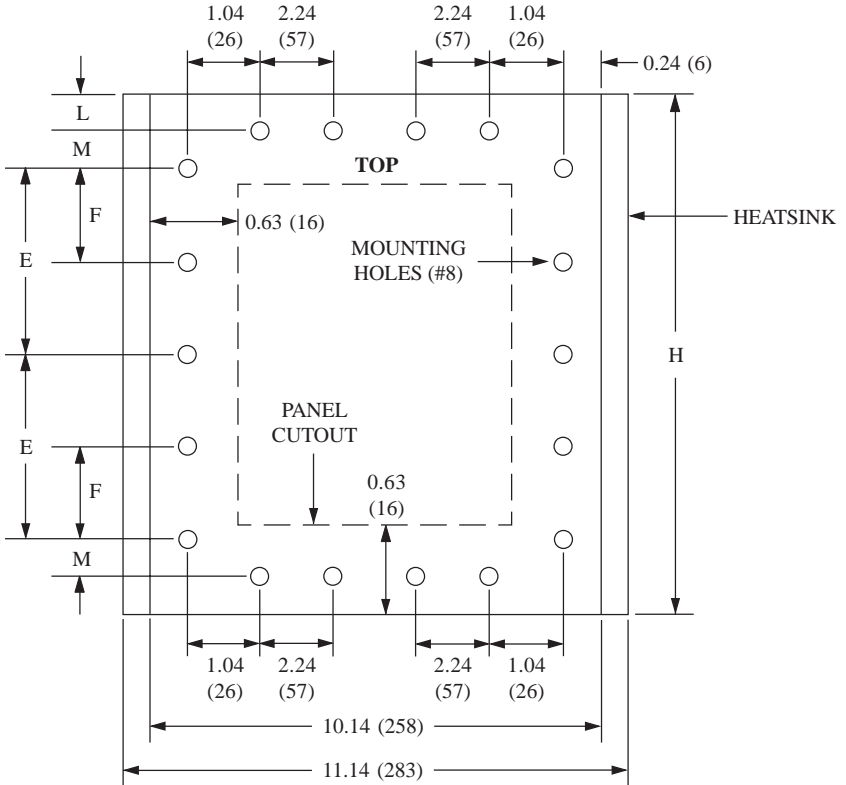 1.04 2.24 2.24 1.04
(26) (57) (57) (26)
0.24 (6)
L
M
TOP
F
0.63 (16)
HEATSINK
E
MOUNTING
HOLES (#8)
H
PANEL
CUTOUT
E
0.63
(16)
F
M
1.04 2.24 2.24 1.04
(26) (57) (57) (26)
10.14 (258)
11.14 (283)